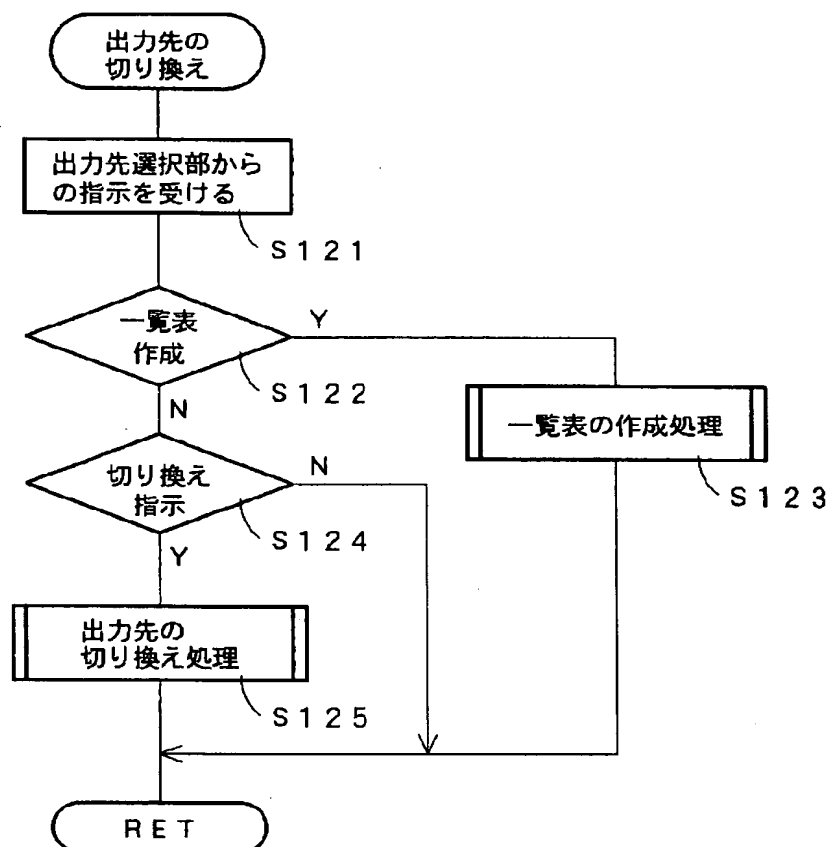 出力先の
切り換え
出力先選択部から
の指示を受ける
S121
一覧表
作成
Y
S122
N
一覧表の作成処理
S123
切り換え
指示
N
S124
Y
出力先の
切り換え処理
S125
RET